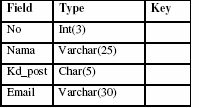 Field Type Key
No Int(3)
Nama Varchar(25)
Kd_post Char(5)
Email Varchar(30)